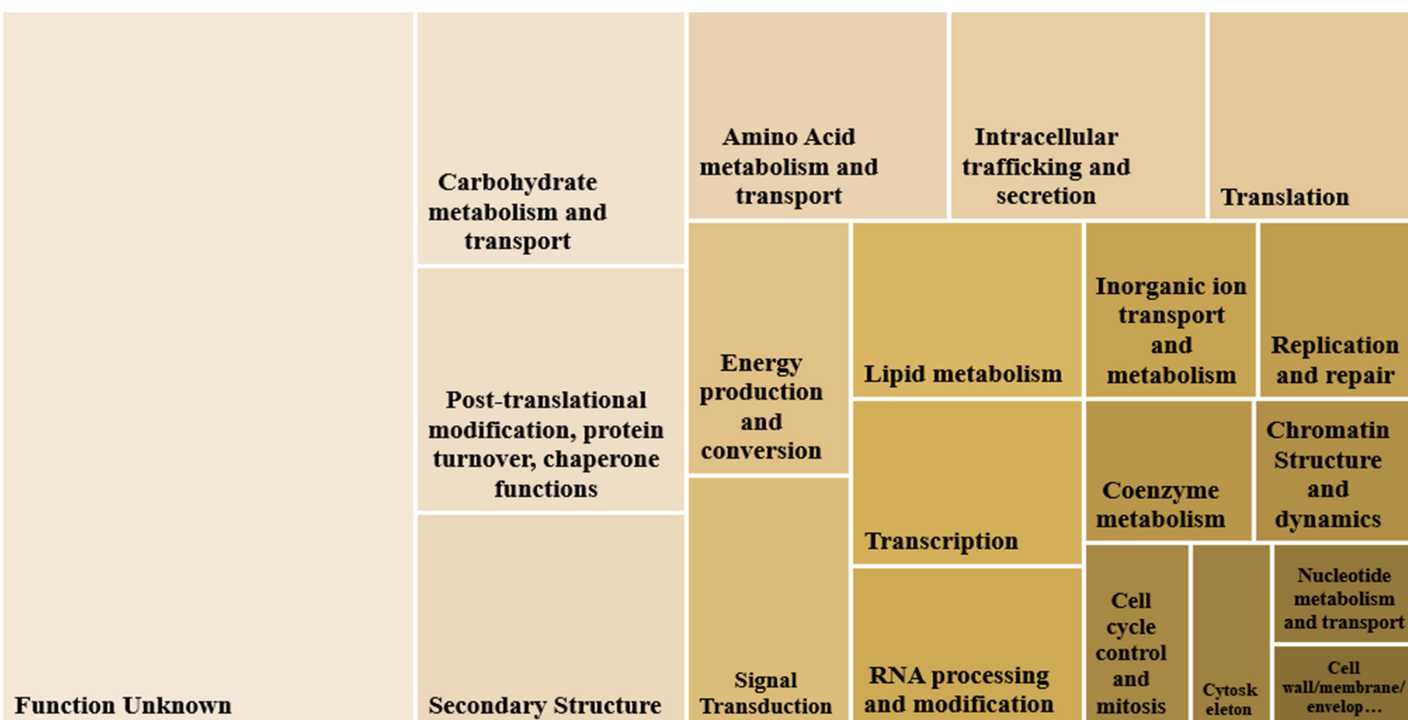 Function Unknown
Carbohydrate
metabolism and
transport
Post-translational
modification, protein
turnover, chaperone
functions
Secondary Structure
Amino Acid
metabolism and
transport
Intracellular
trafficking and
secretion
Translation
Energy
production
and
conversion
Signal
Transduction
Lipid metabolism
Transcription
RNA processing
and modification
Inorganic ion
transport
and
metabolism
Replication
and repair
Coenzyme
metabolism
Chromatin
Structure
and
dynamics
Cell
cycle
control
and
mitosis
Cytosk
eleton
Nucleotide
metabolism
and transport
Cell
wall/membrane/
envelop…